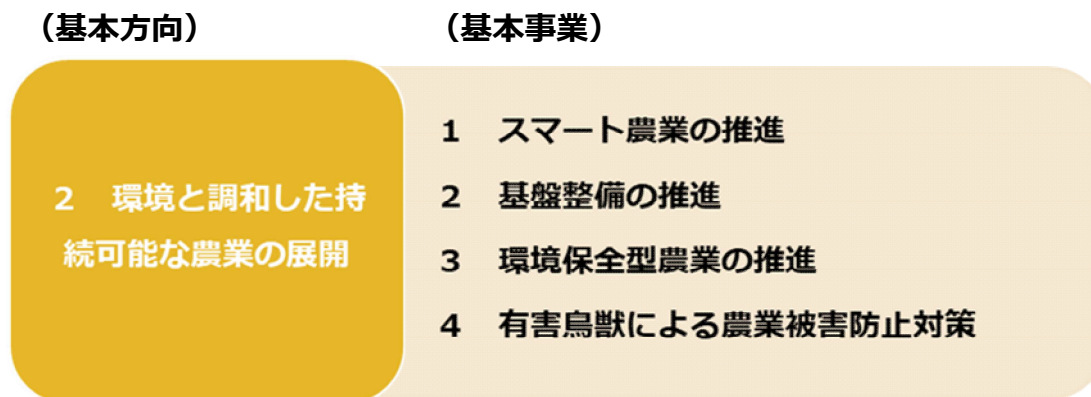 （基本方向）
（基本事業）
2　環境と調和した持
続可能な農業の展開
1　スマート農業の推進
2　基盤整備の推進
3　環境保全型農業の推進
4　有害鳥獣による農業被害防止対策